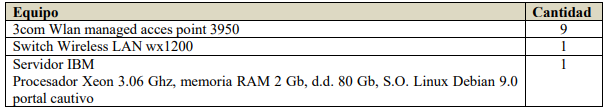 Equipo Cantidad
3com Wlan managed acces point 3950 9
Switch Wireless LAN wx1200 1
Servidor IBM 1
Procesador Xeon 3.06 Ghz, memoria RAM 2 Gb, d.d. 80 Gb, S.O. Linux Debian 9.0
portal cautivo